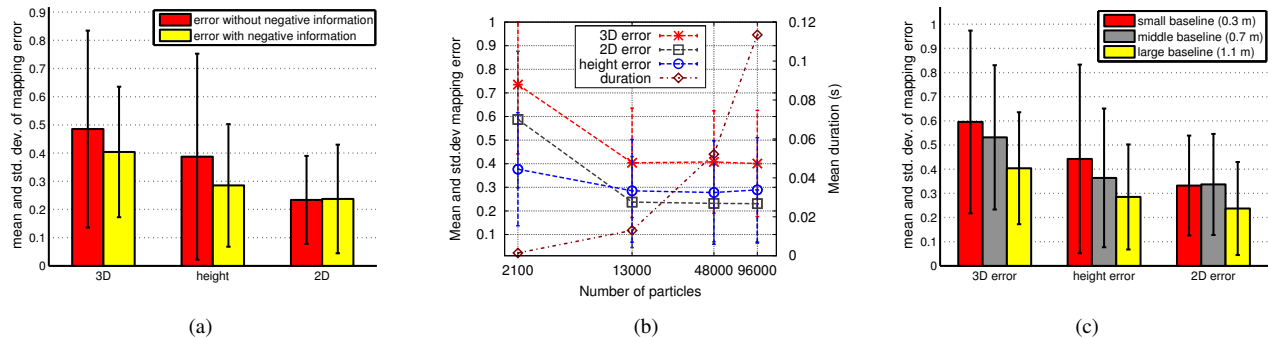 mean and std. dev. of mapping error
0.9
0.8
0.7
0.6
0.5
0.4
0.3
0.2
0.1
0
error without negative information
error with negative information
3D
height
2D
(a)
Mean and std.dev mapping error
1
0.9
0.8
0.7
0.6
0.5
0.4
0.3
0.2
0.1
3D error
2D error
height error
duration
0.12
0.1
0.08
0.06
0.04
0.02
0
Mean duration (s)
2100
13000
48000
96000
Number of particles
(b)
mean and std. dev. of mapping error
1
0.9
0.8
0.7
0.6
0.5
0.4
0.3
0.2
0.1
0
small baseline (0.3 m)
middle baseline (0.7 m)
large baseline (1.1 m)
3D error
height error
2D error
(c)